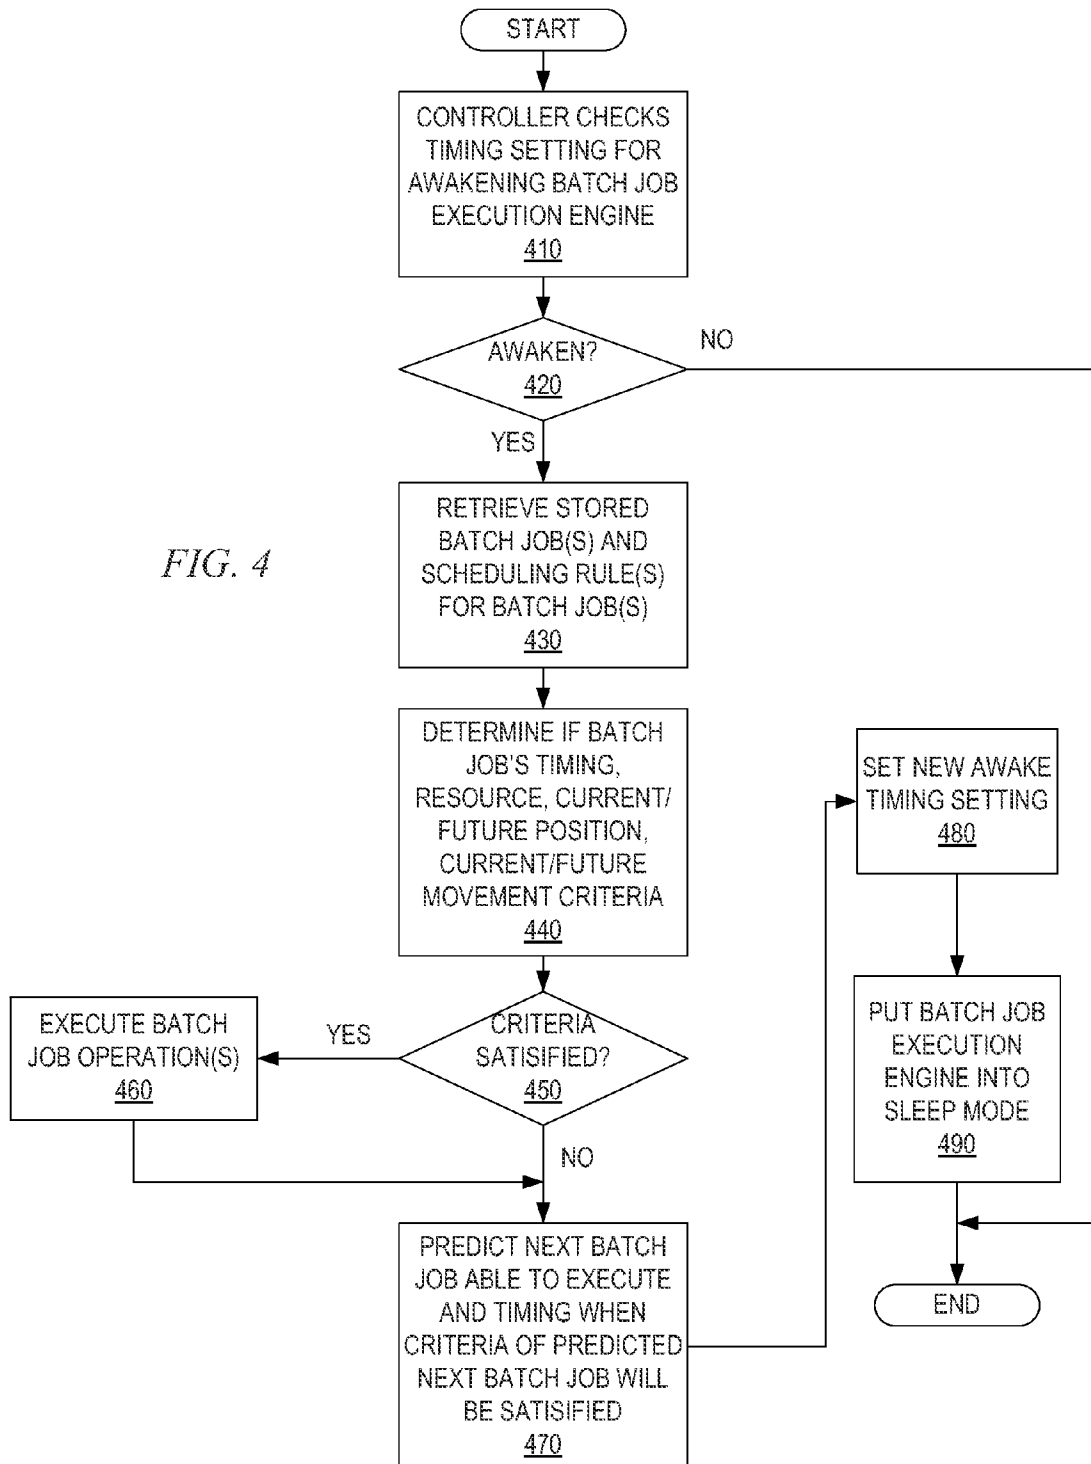 START
CONTROLLER CHECKS
TIMING SETTING FOR
AWAKENING BATCH JOB
EXECUTION ENGINE
410
AWAKEN?
420
NO
YES
RETRIEVE STORED
BATCH JOB(S) AND
SCHEDULING RULE(S)
FOR BATCH JOB(S)
430
FIG. 4
DETERMINE IF BATCH
JOB'S TIMING,
RESOURCE, CURRENT/
FUTURE POSITION,
CURRENT/FUTURE
MOVEMENT CRITERIA
440
CRITERIA
SATISIFIED?
450
YES
EXECUTE BATCH
JOB OPERATION(S)
460
NO
PREDICT NEXT BATCH
JOB ABLE TO EXECUTE
AND TIMING WHEN
CRITERIA OF PREDICTED
NEXT BATCH JOB WILL
BE SATISIFIED
470
SET NEW AWAKE
TIMING SETTING
480
PUT BATCH JOB
EXECUTION
ENGINE INTO
SLEEP MODE
490
END